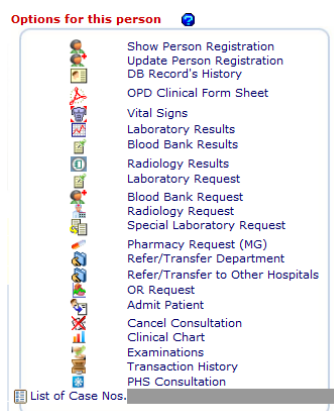 Options for this person
Show Person Registration
Update Person Registration
DB Record's History
OPD Clinical Form Sheet
Vital Signs
Laboratory Results
Blood Bank Results
Radiology Results
Laboratory Request
Blood Bank Request
Radiology Request
Special Laboratory Request
Pharmacy Request (MG)
Refer/Transfer Department
Refer/Transfer to Other Hospitals
OR Request
Admit Patient
Cancel Consultation
Clinical Chart
Examinations
Transaction History
PHS Consultation
List of Case Nos.